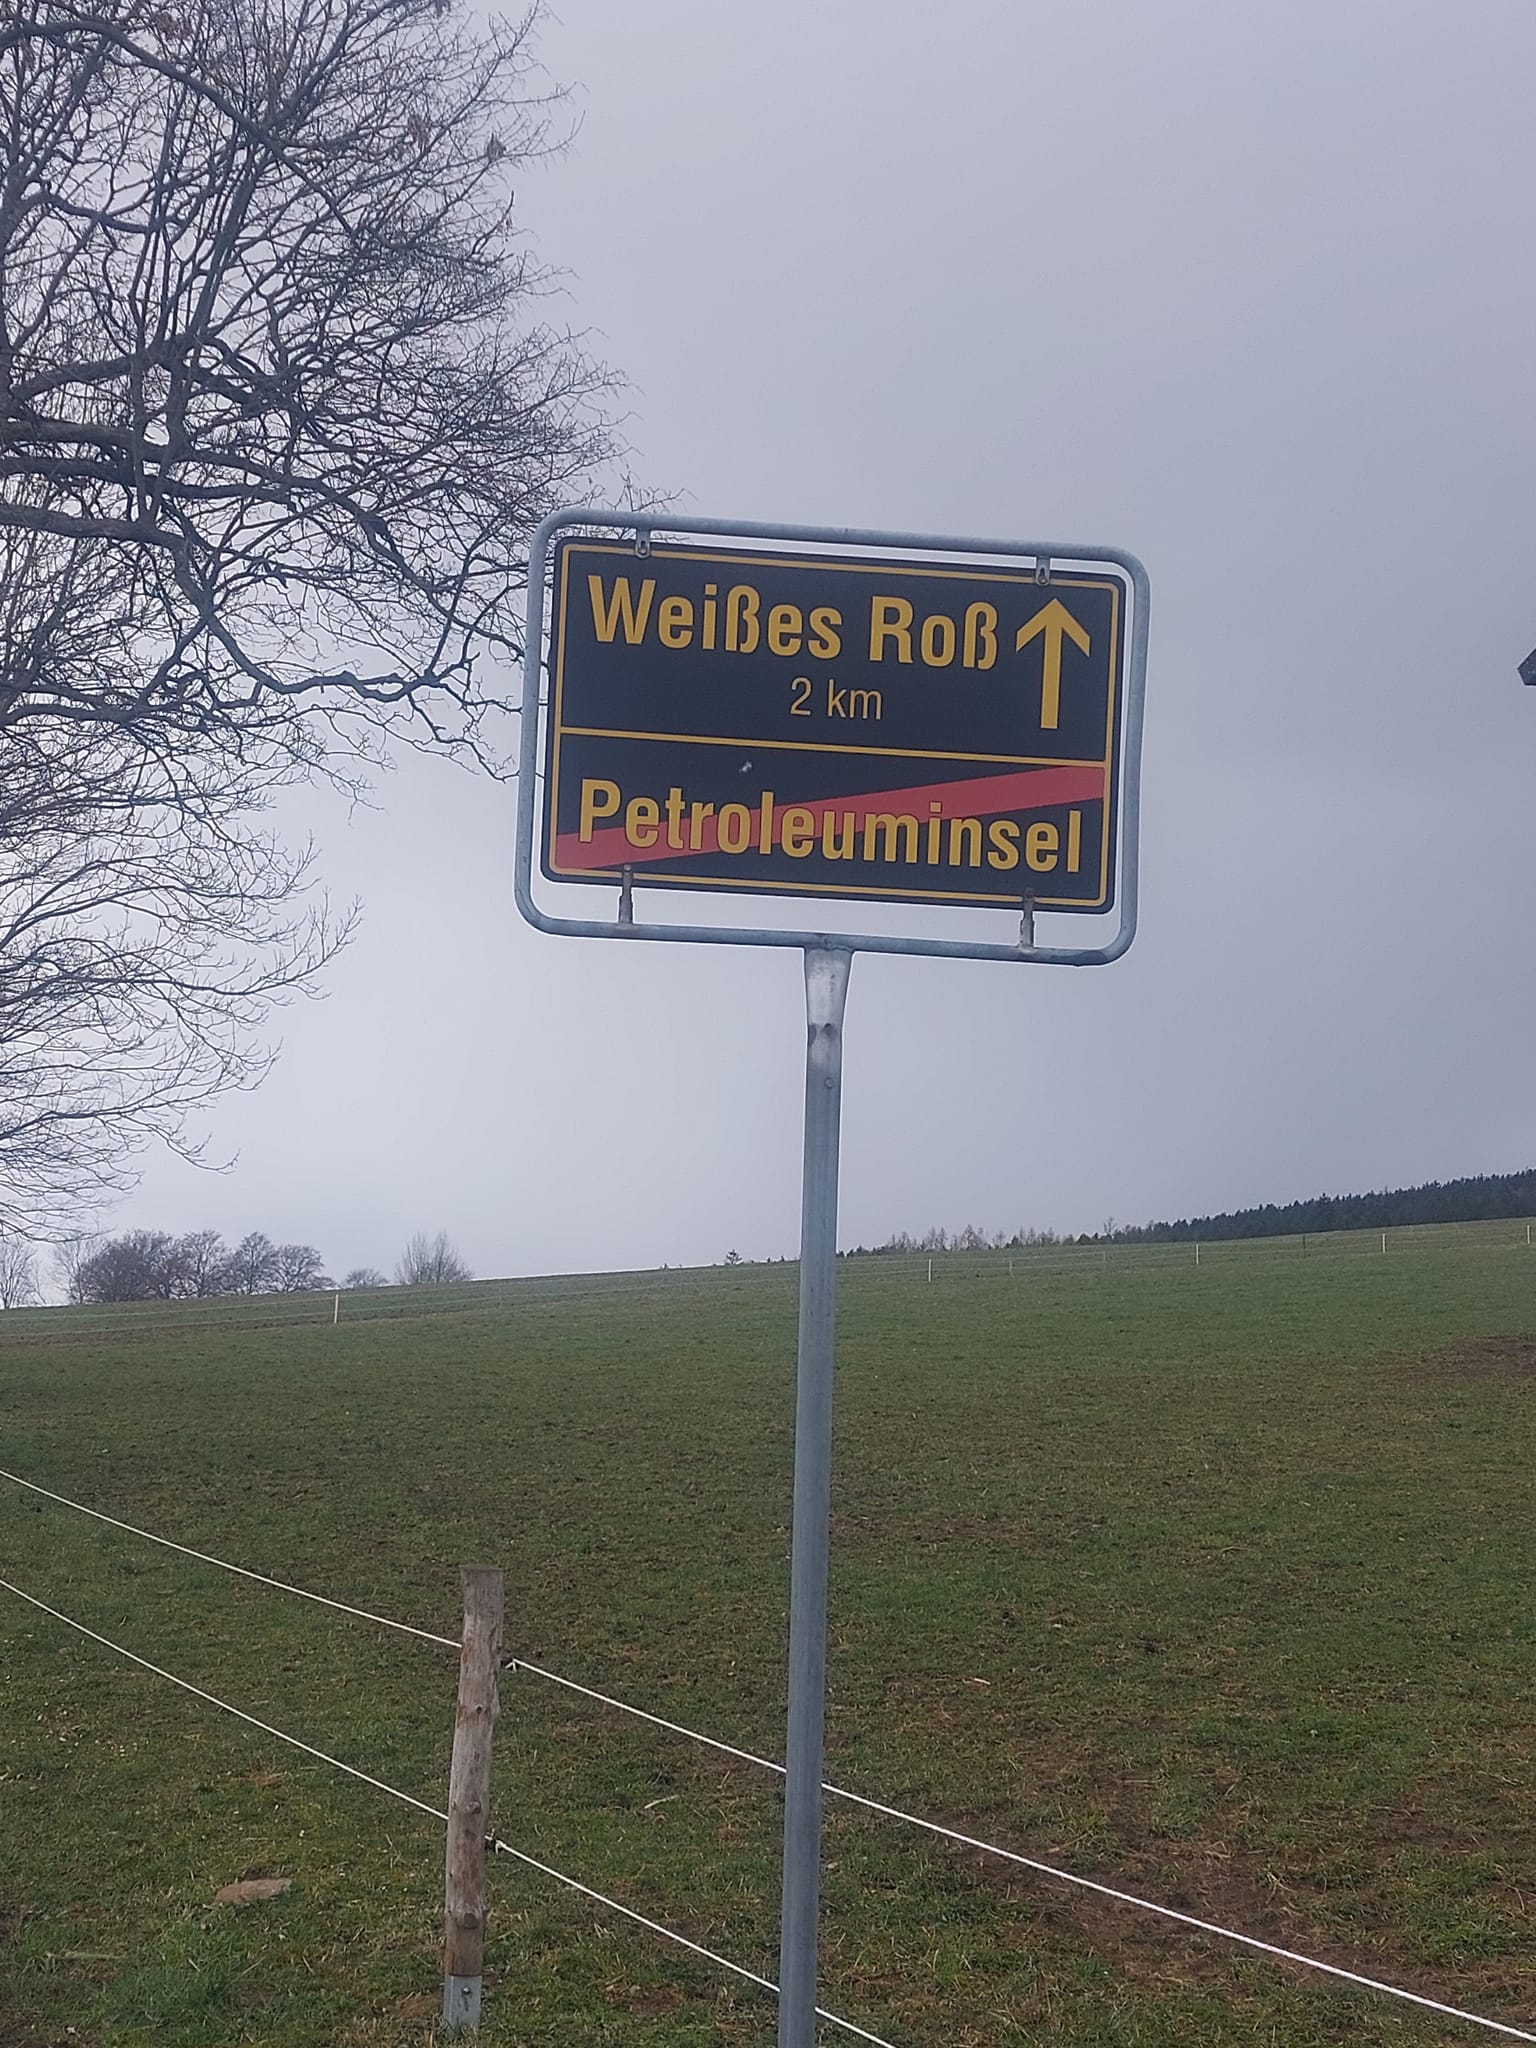 Weißes Roß
2 km
Petroleuminsel